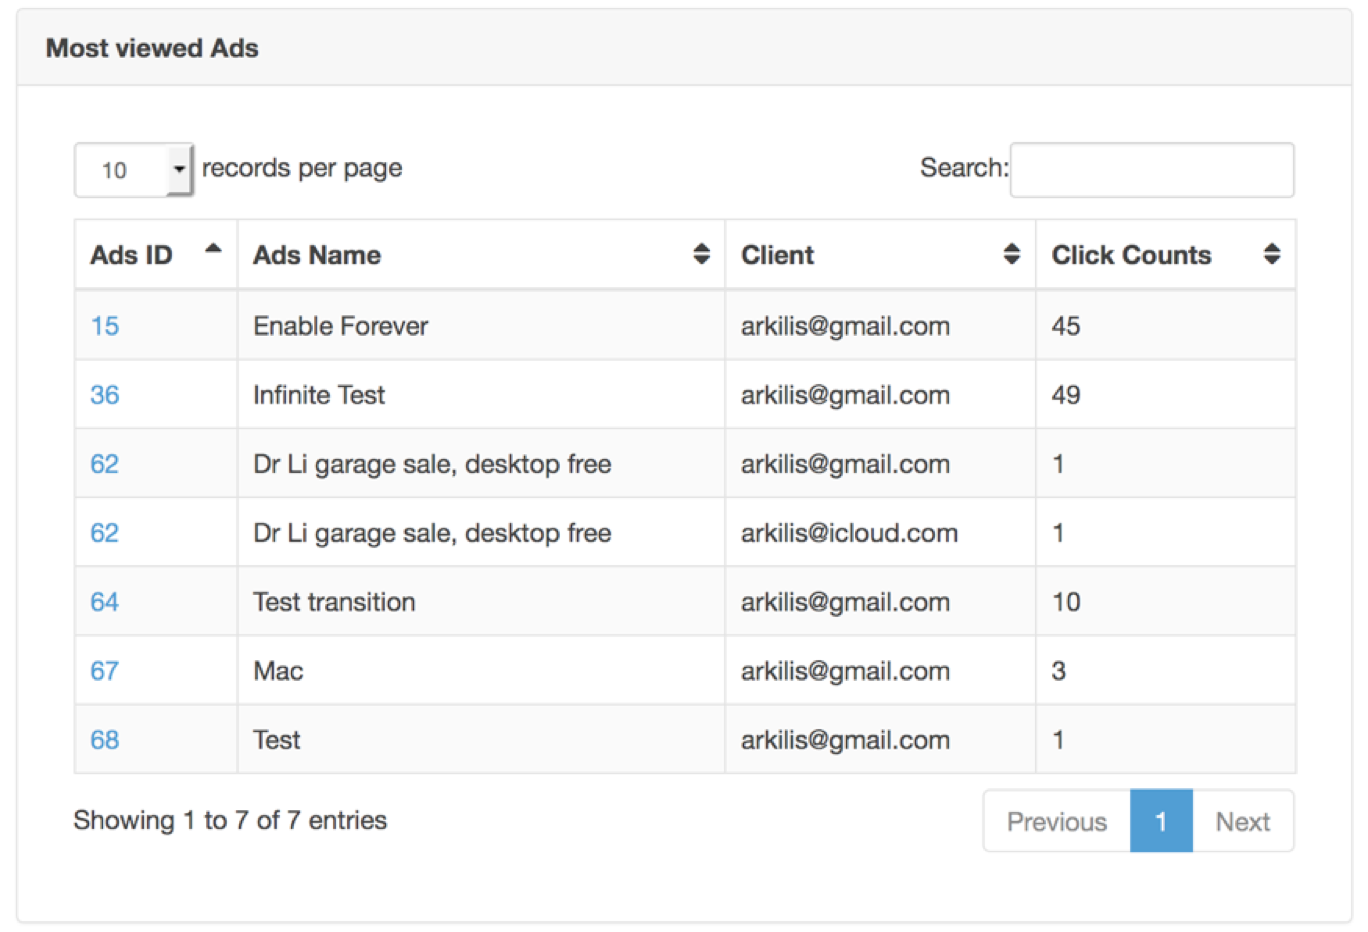 Most viewed Ads
10 records per page Search:
Ads ID Ads Name Client Click Counts
15 Enable Forever arkilis@gmail.com 45
36 Infinite Test arkilis@gmail.com 49
62 Dr Li garage sale, desktop free arkilis@gmail.com 1
62 Dr Li garage sale, desktop free arkilis@icloud.com 1
64 Test transition arkilis@gmail.com 10
67 Mac arkilis@gmail.com 3
68 Test arkilis@gmail.com 1
Showing 1 to 7 of 7 entries Previous 1 Next